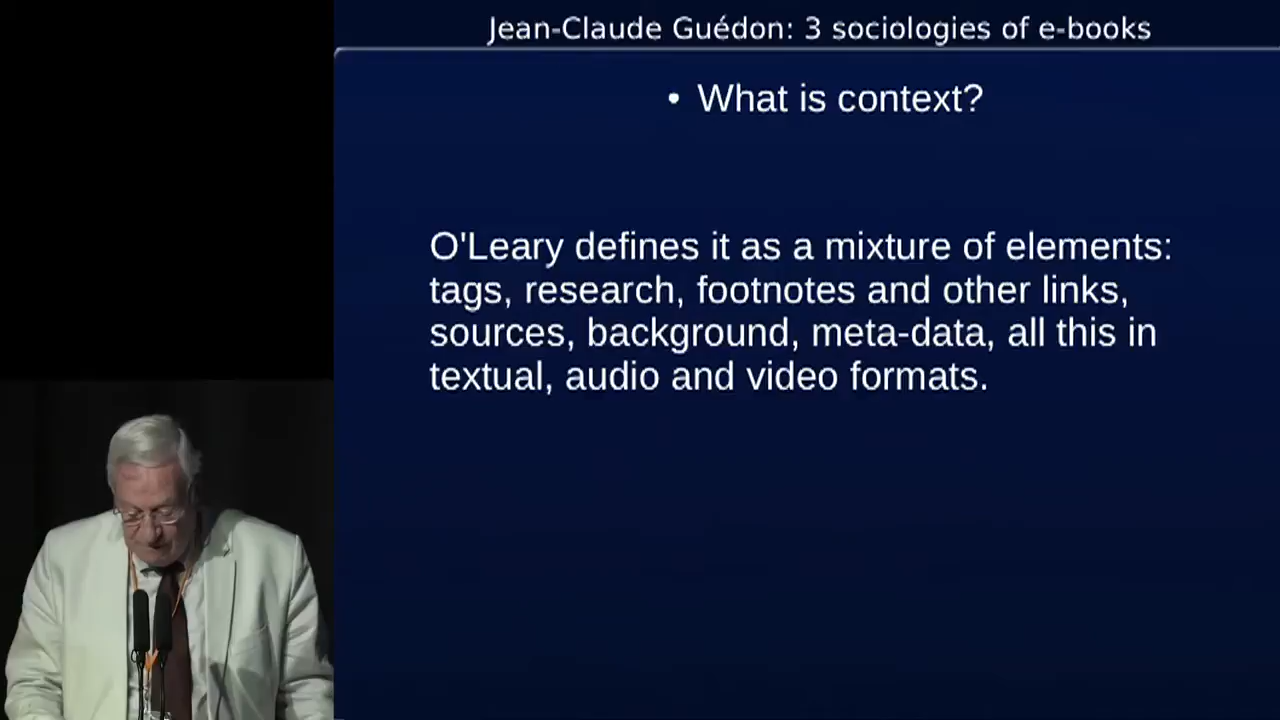 Jean-Claude Guédon: 3 sociologies of e-books
• What is context?
O'Leary defines it as a mixture of elements:
tags, research, footnotes and other links,
sources, background, meta-data, all this in
textual, audio and video formats.